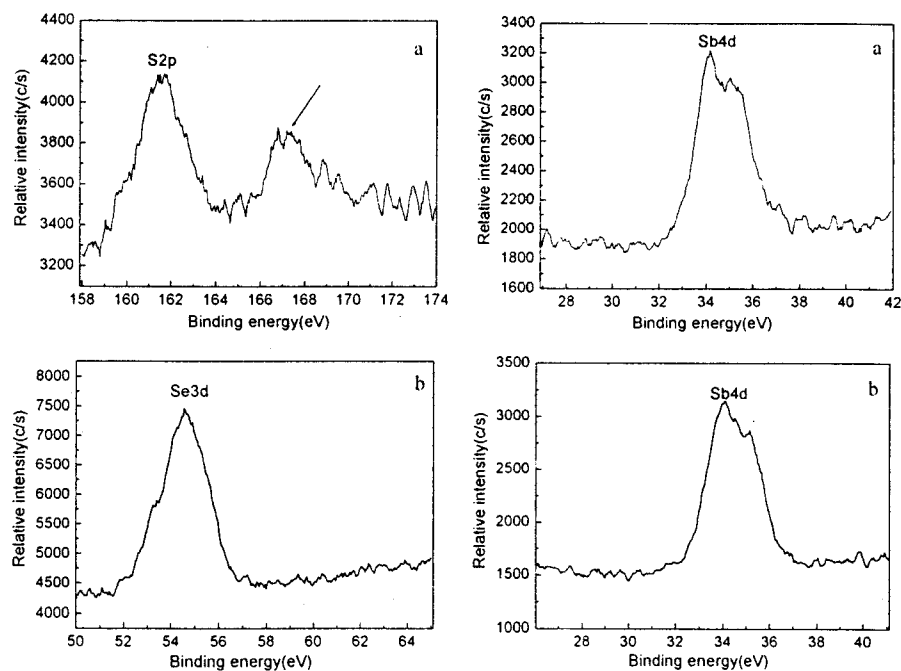 4400
4200
4000
3800
3600
3400
3200
Relative intensity(c/s)
S2p
a
158 160 162 164 166 168 170 172 174
Binding energy(eV)
3400
3200
3000
2800
2600
2400
2200
2000
1800
1600
Relative intensity(c/s)
Sb4d
a
28 30 32 34 36 38 40 42
Binding energy(eV)
8000
7500
7000
6500
6000
5500
5000
4500
4000
Relative intensity(c/s)
Se3d
b
50 52 54 56 58 60 62 64
Binding energy(eV)
3500
3000
2500
2000
1500
1000
Relative intensity(c/s)
Sb4d
b
28 30 32 34 36 38 40
Binding energy(eV)